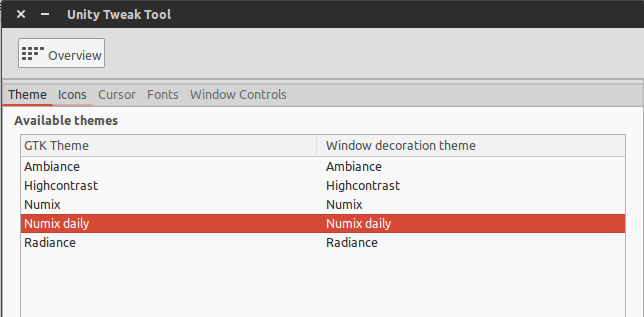 Unity Tweak Tool
Overview
Theme Icons Cursor Fonts Window Controls
Available themes
GTK Theme Window decoration theme
Ambiance Ambiance
Highcontrast Highcontrast
Numix Numix
Numix daily Numix daily
Radiance Radiance